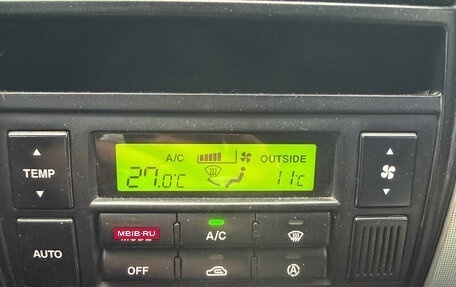 A/C OUTSIDE
27.0°C 11°C
TEMP
MBIB·RU
AUTO A/C
OFF A